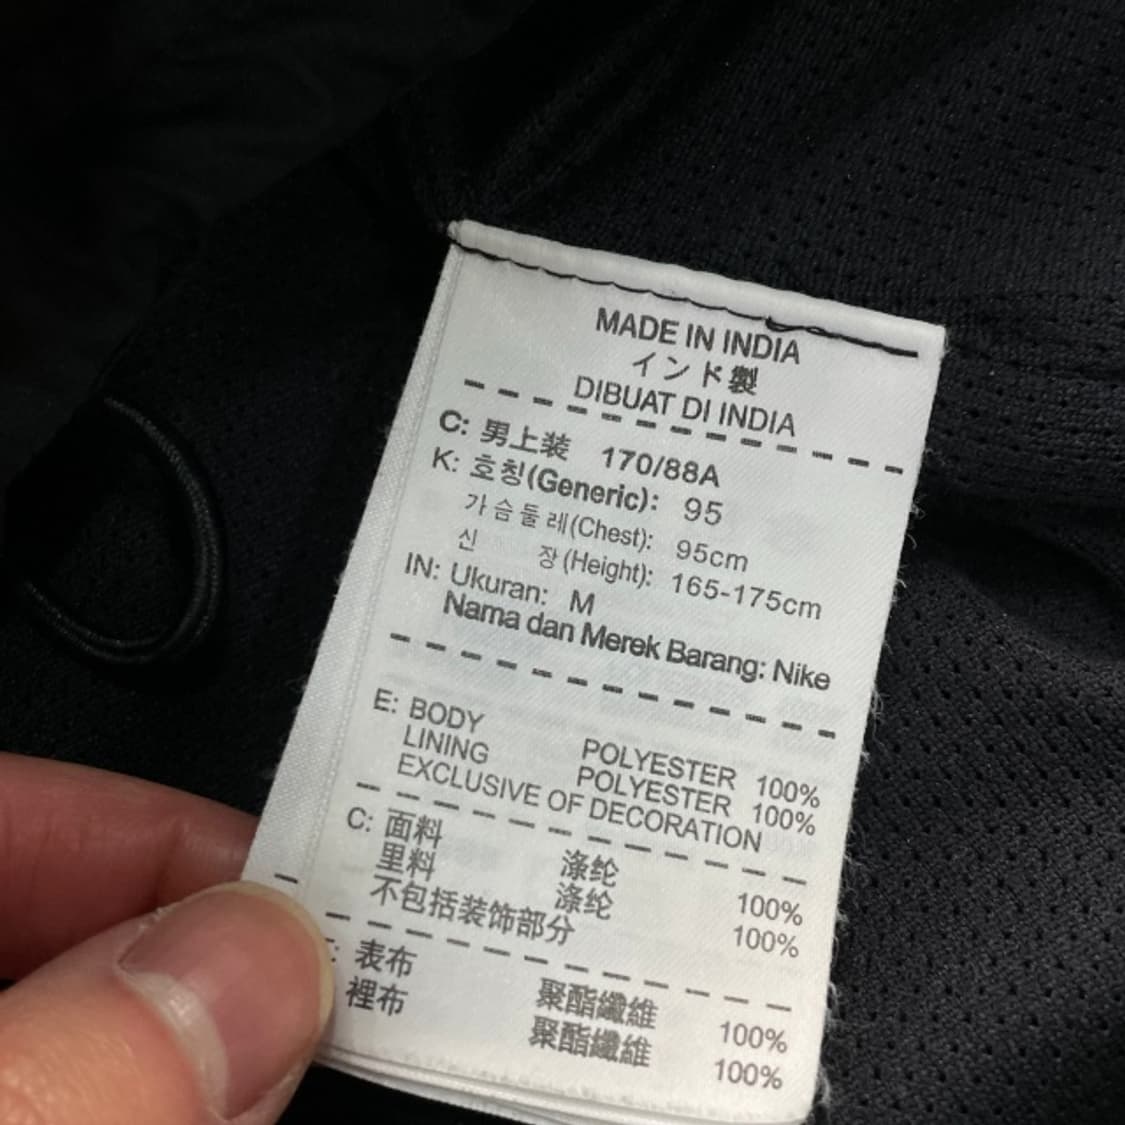 MADE IN INDIA
インド製
DIBUAT DI INDIA
C: 男上装 170/88A
K: 호칭(Generic): 95
가슴둘레(Chest): 95cm
신 장(Height): 165-175cm
IN: Ukuran: M
Nama dan Merek Barang: Nike
E: BODY POLYESTER 100%
LINING POLYESTER 100%
EXCLUSIVE OF DECORATION
C: 面料 涤纶 100%
里料 涤纶 100%
不包括装饰部分
表布 聚酯纖維 100%
裡布 聚酯纖維 100%